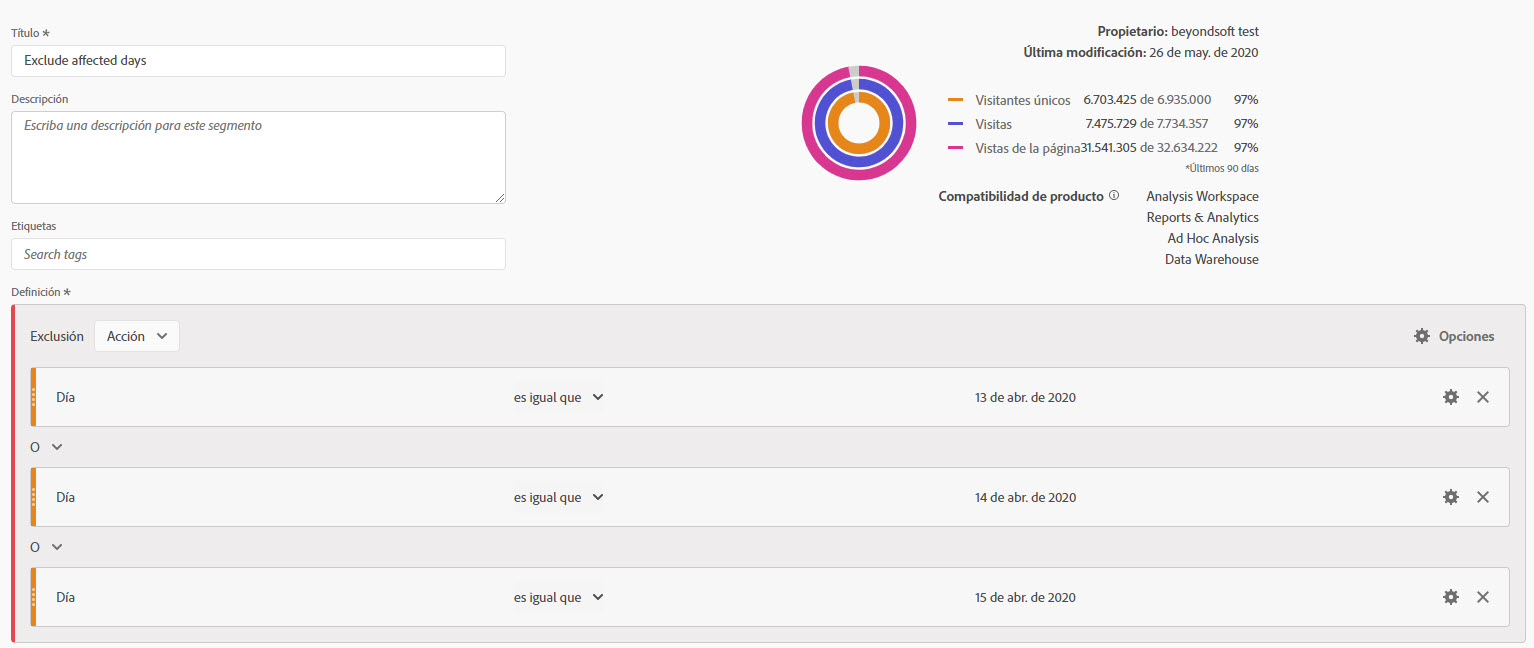 Título *
Exclude affected days
Descripción
Escriba una descripción para este segmento
Etiquetas
Search tags
Propietario: beyondsoft test
Última modificación: 26 de may. de 2020
Visitantes únicos 6.703.425 de 6.935.000 97%
Visitas 7.475.729 de 7.734.357 97%
Vistas de la página 31.541.305 de 32.634.222 97%
*Últimos 90 días
Compatibilidad de producto Analysis Workspace
Reports & Analytics
Ad Hoc Analysis
Data Warehouse
Definición *
Exclusión Acción Opciones
Día es igual que 13 de abr. de 2020
O
Día es igual que 14 de abr. de 2020
O
Día es igual que 15 de abr. de 2020